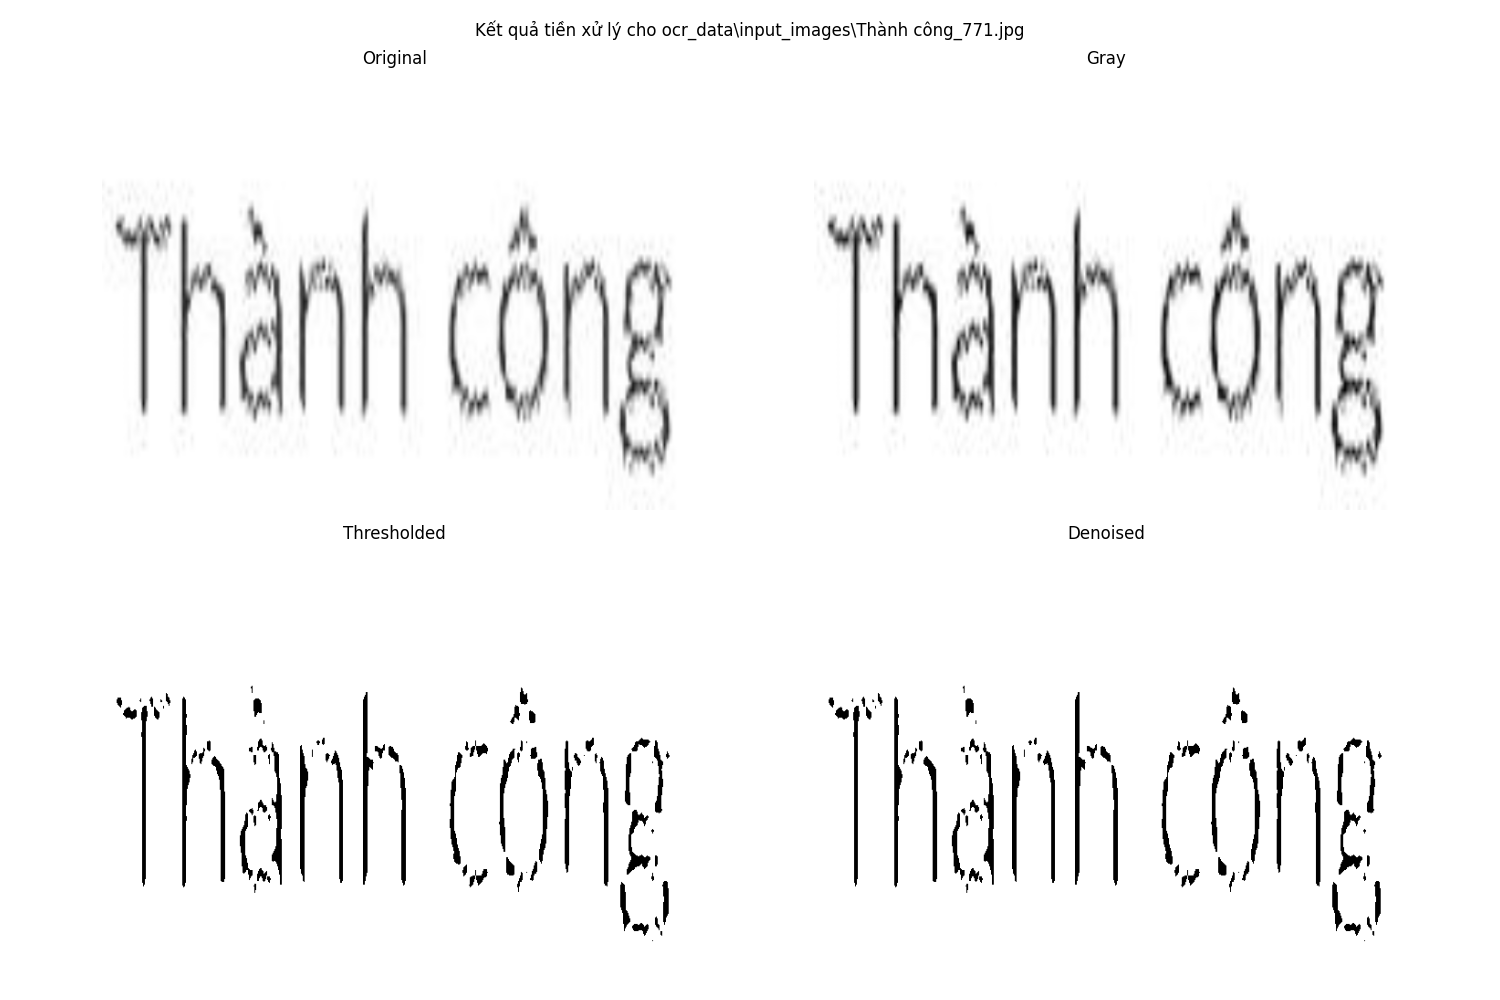 Kết quả tiền xử lý cho ocr_data\input_images\Thành công_771.jpg
Original
Gray
Thành công
Thành công
Thresholded
Denoised
Thành công
Thành công